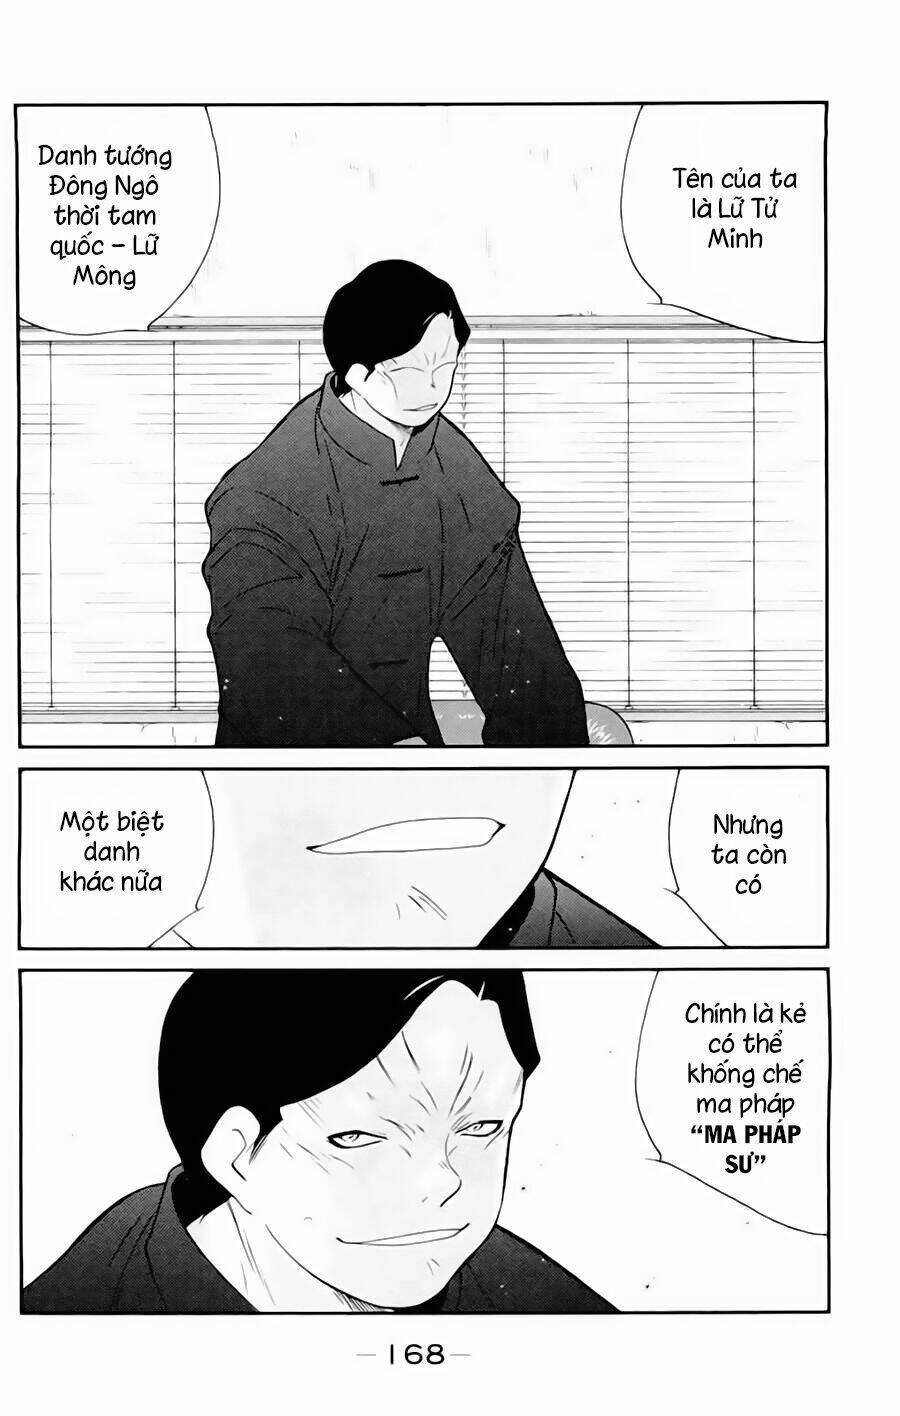 Tên của ta
là Lữ Tử
Minh
Danh tướng
Đông Ngô
thời tam
quốc – Lữ
Mông
Nhưng
ta còn
có
Một biệt
danh
khác nữa
Chính là kẻ
có thể
khống chế
ma pháp
“MA PHÁP
SƯ”
— 168 —